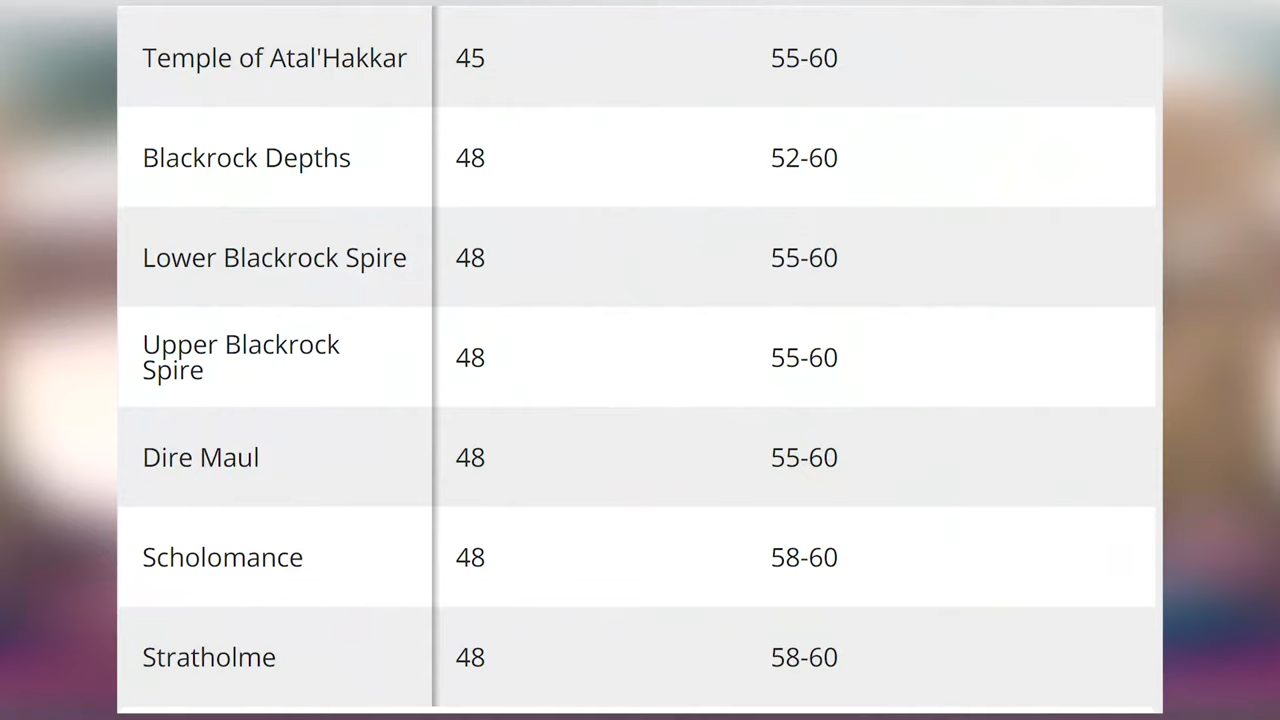 Temple of Atal'Hakkar 45 55-60
Blackrock Depths 48 52-60
Lower Blackrock Spire 48 55-60
Upper Blackrock
Spire 48 55-60
Dire Maul 48 55-60
Scholomance 48 58-60
Stratholme 48 58-60